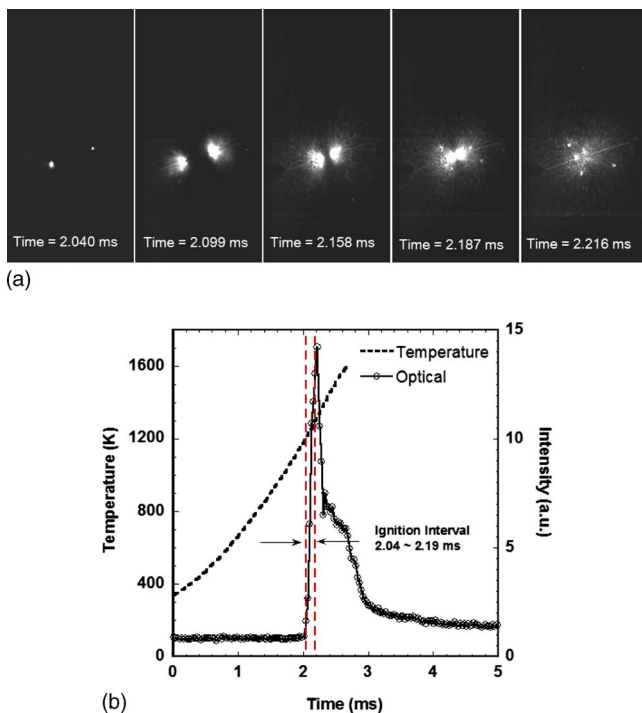 Time = 2.040 ms
Time = 2.099 ms
Time = 2.158 ms
Time = 2.187 ms
Time = 2.216 ms
(a)
1600
1200
800
400
0
Temperature (K)
Temperature
Optical
Ignition Interval
2.04 ~ 2.19 ms
15
10
5
0
Intensity (a.u.)
0 1 2 3 4 5
Time (ms)
(b)